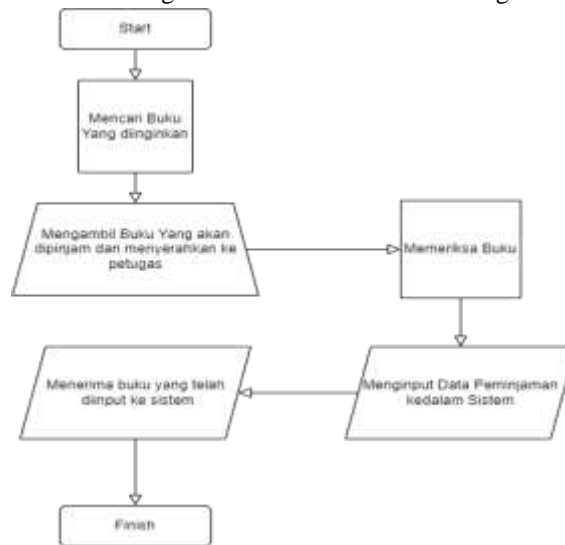 Start
Mencari Buku
Yang diinginkan
Mengambil Buku Yang akan
dipinjam dan menyerahkan ke
petugas
Memeriksa Buku
Menginput Data Peminjaman
kedalam Sistem
Menerima buku yang telah
diinput ke sistem
Finish